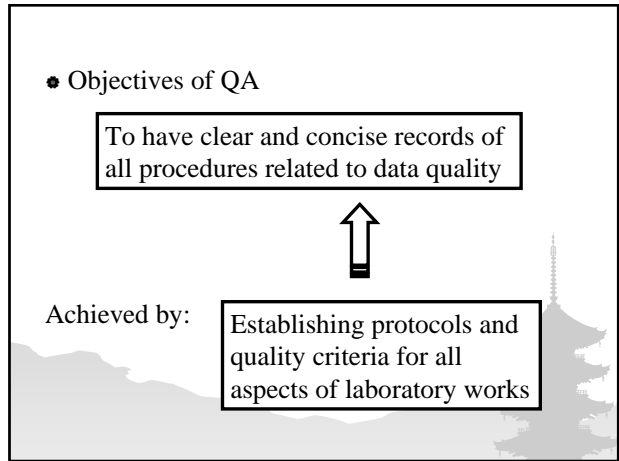 Objectives of QA
To have clear and concise records of
all procedures related to data quality
Achieved by:
Establishing protocols and
quality criteria for all
aspects of laboratory works